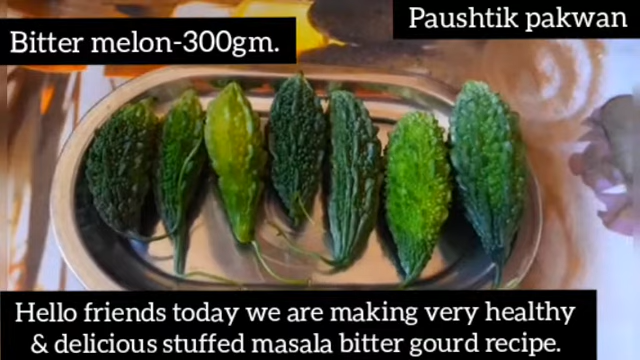 Paushtik pakwan
Bitter melon-300gm.
Hello friends today we are making very healthy
& delicious stuffed masala bitter gourd recipe.